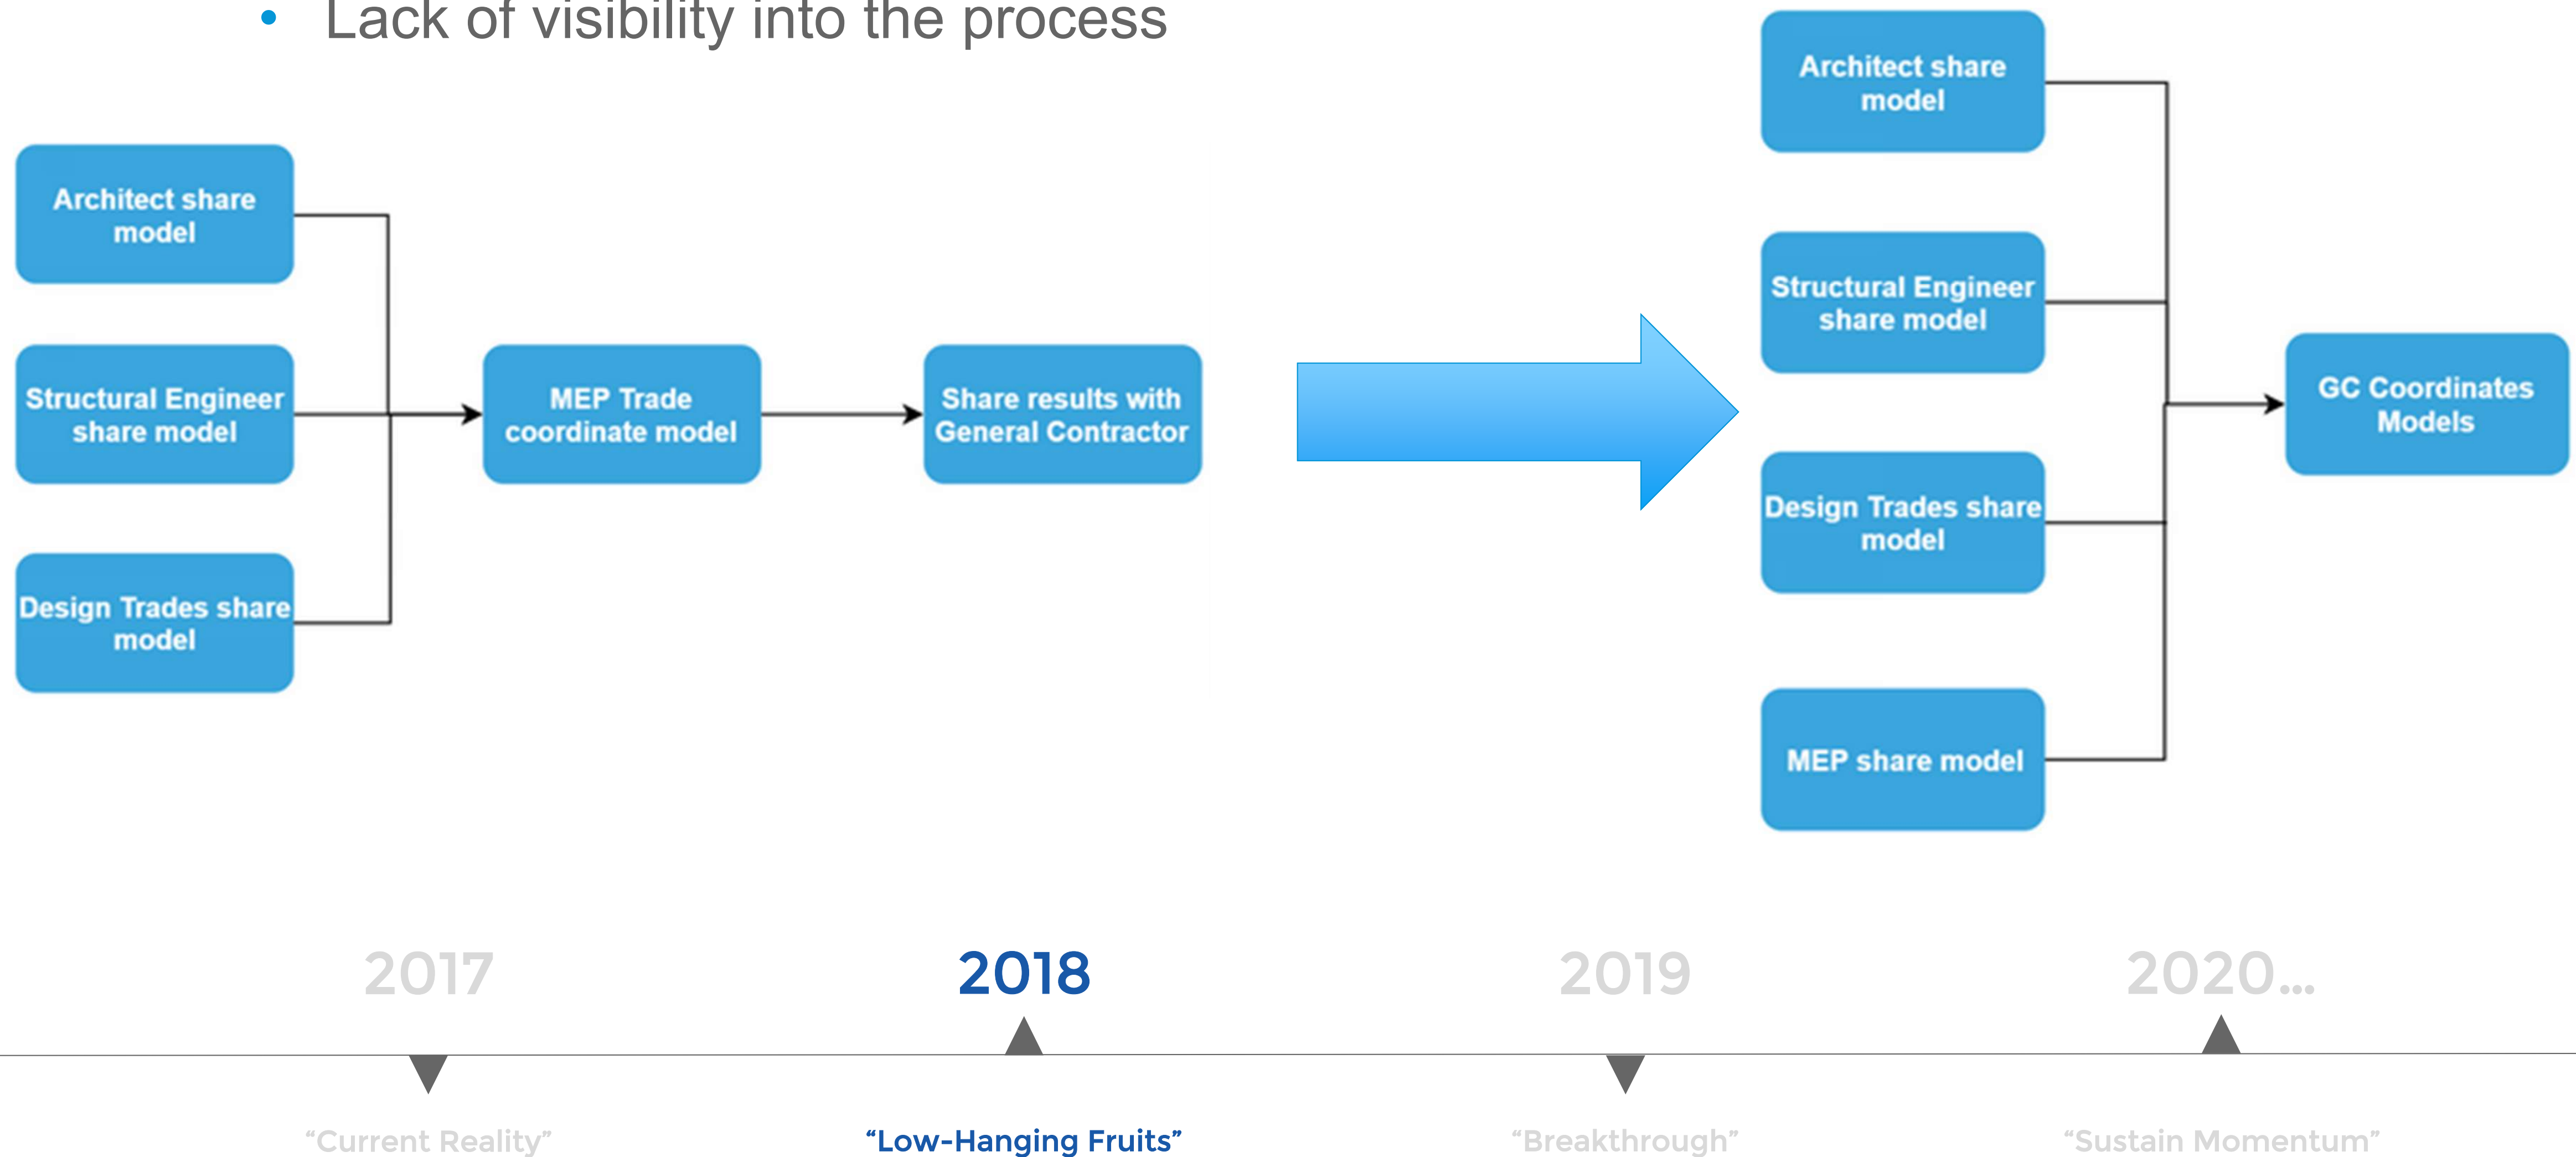 • Lack of visibility into the process
Architect share
model
Structural Engineer
share model
Design Trades share
model
MEP Trade
coordinate model
Share results with
General Contractor
Architect share
model
Structural Engineer
share model
Design Trades share
model
MEP share model
GC Coordinates
Models
2017
2018
2019
2020...
“Current Reality”
“Low-Hanging Fruits”
“Breakthrough”
“Sustain Momentum”